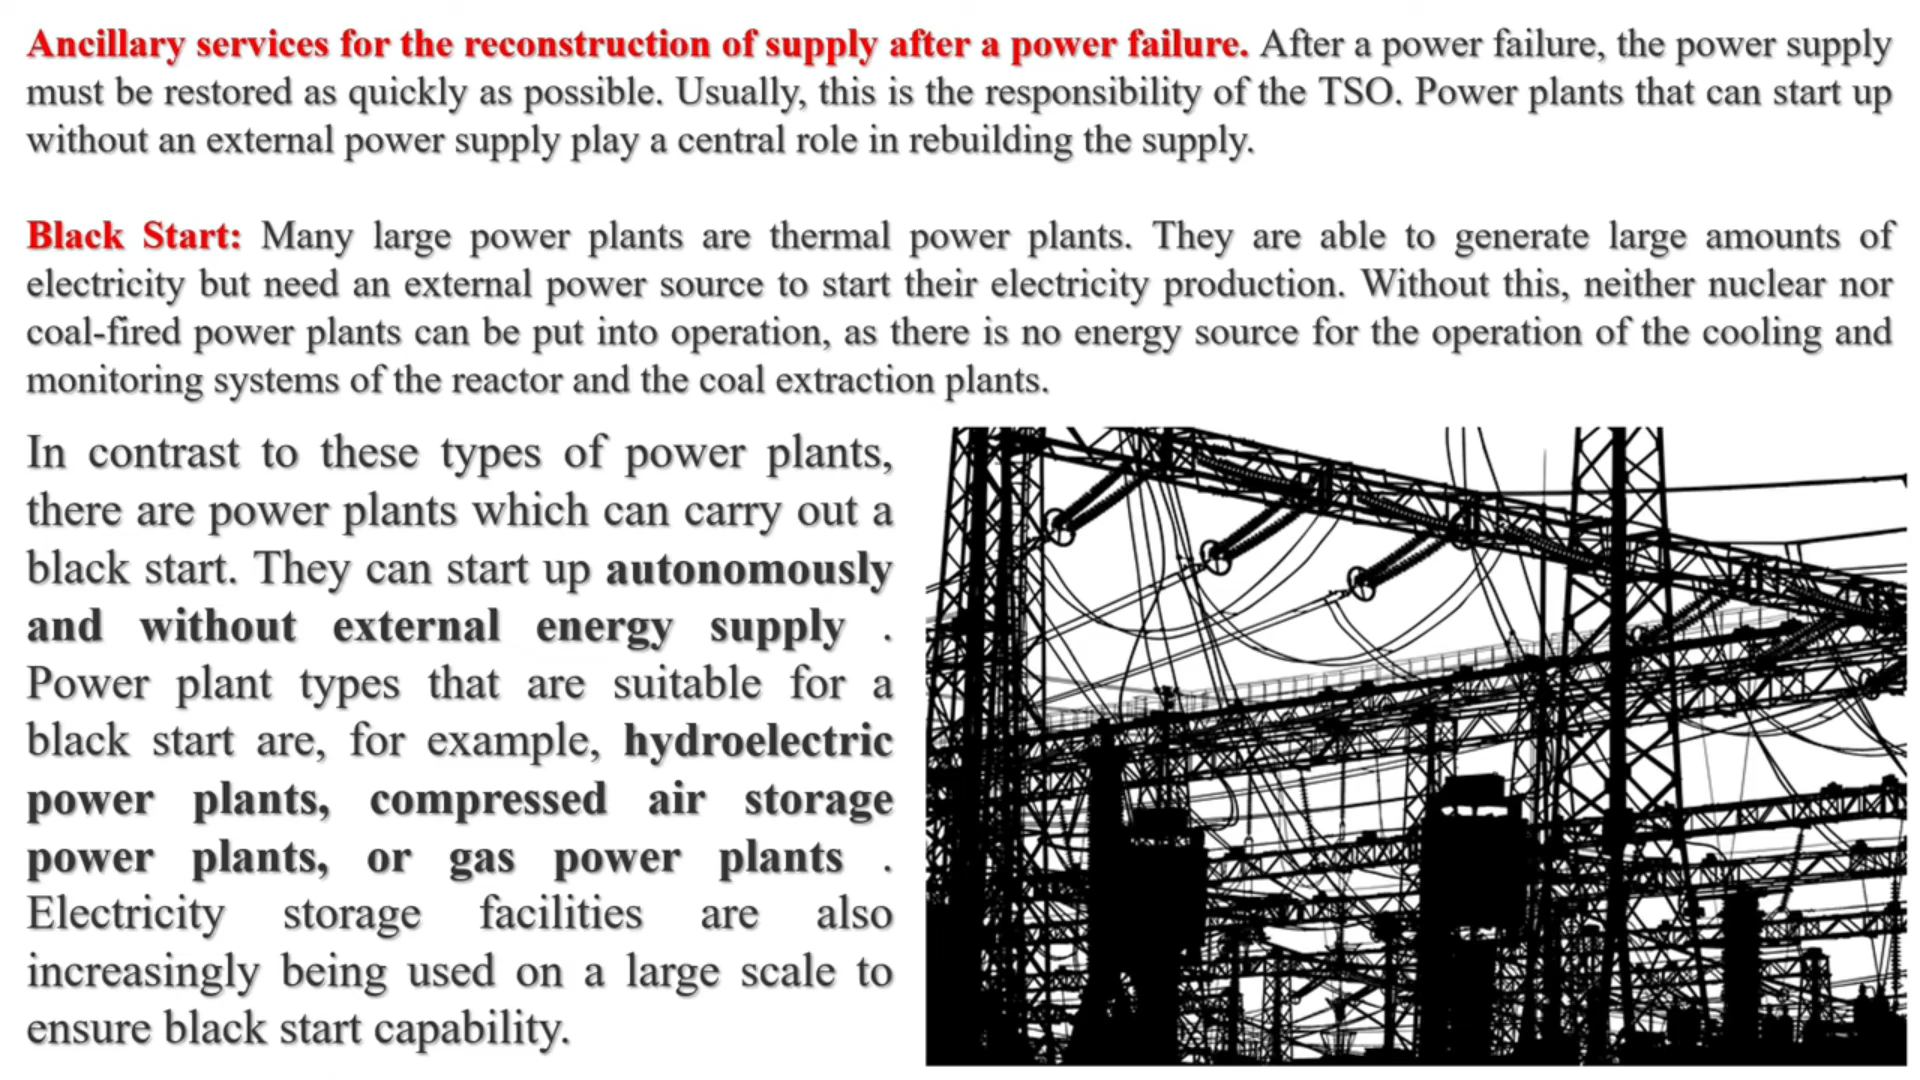 Ancillary services for the reconstruction of supply after a power failure. After a power failure, the power supply
must be restored as quickly as possible. Usually, this is the responsibility of the TSO. Power plants that can start up
without an external power supply play a central role in rebuilding the supply.
Black Start: Many large power plants are thermal power plants. They are able to generate large amounts of
electricity but need an external power source to start their electricity production. Without this, neither nuclear nor
coal-fired power plants can be put into operation, as there is no energy source for the operation of the cooling and
monitoring systems of the reactor and the coal extraction plants.
In contrast to these types of power plants,
there are power plants which can carry out a
black start. They can start up autonomously
and without external energy supply .
Power plant types that are suitable for a
black start are, for example, hydroelectric
power plants, compressed air storage
power plants, or gas power plants .
Electricity storage facilities are also
increasingly being used on a large scale to
ensure black start capability.